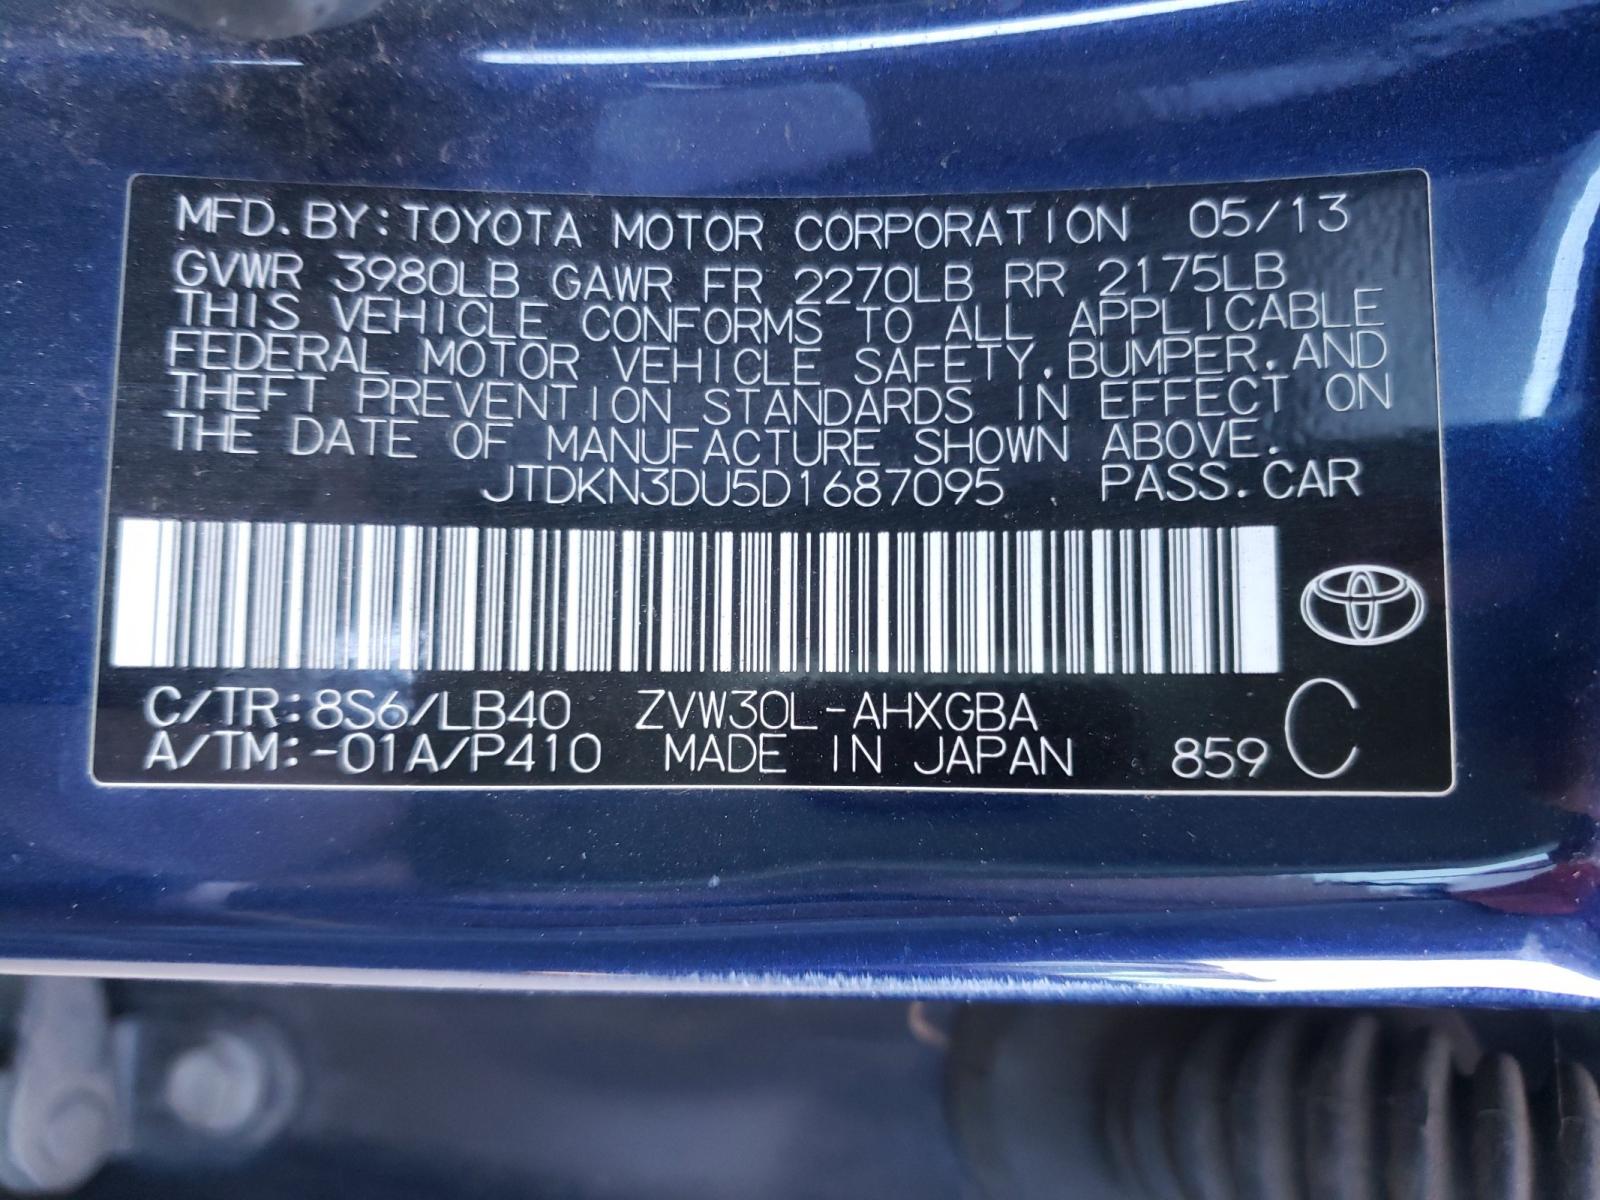 MFD. BY: TOYOTA MOTOR CORPORATION 05/13
GVWR 3980LB GAWR FR 2270LB RR 2175LB
THIS VEHICLE CONFORMS TO ALL APPLICABLE
FEDERAL MOTOR VEHICLE SAFETY, BUMPER, AND
THEFT PREVENTION STANDARDS IN EFFECT ON
THE DATE OF MANUFACTURE SHOWN ABOVE.
JTDKN3DU5D1687095 PASS. CAR
C/TR: 8S6/LB40 ZVW30L-AHXGBA
A/TM: -01A/P410 MADE IN JAPAN 859 C